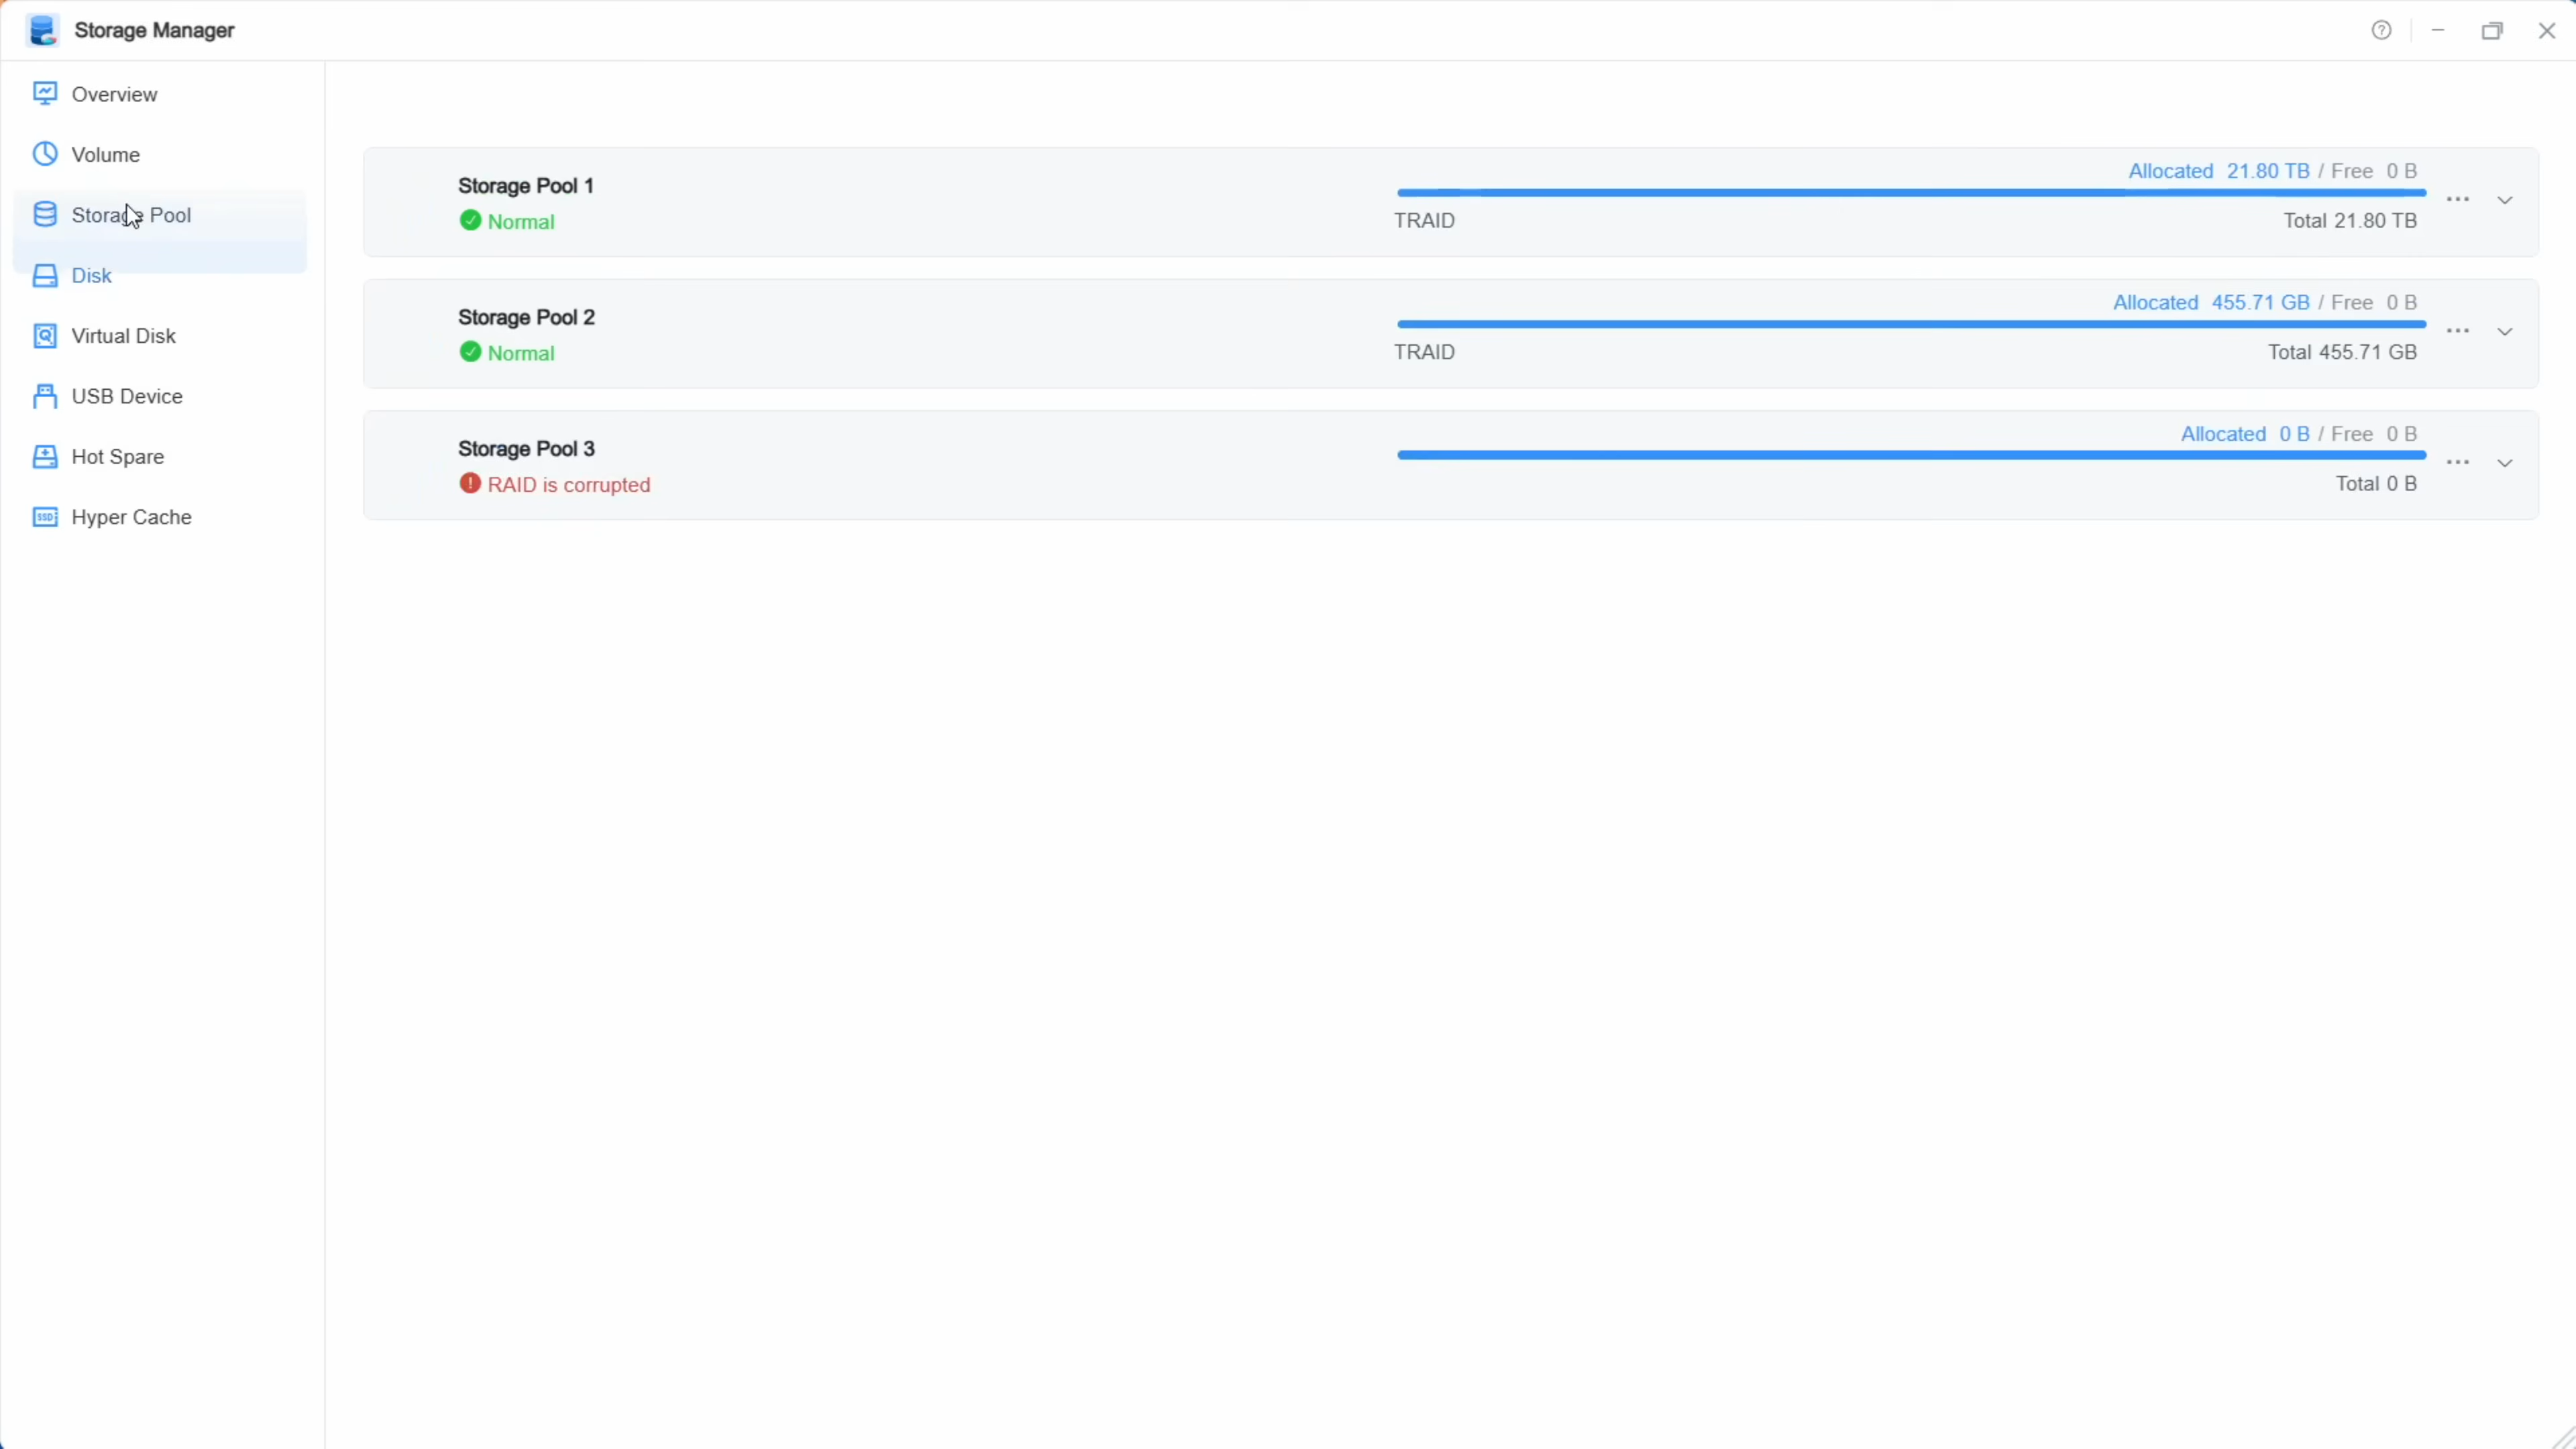 Storage Manager
Overview
Volume
Storage Pool
Disk
Virtual Disk
USB Device
Hot Spare
SSD
Hyper Cache
Storage Pool 1
Normal
Allocated 21.80 TB / Free 0 B
TRAID
Total 21.80 TB
Storage Pool 2
Normal
Allocated 455.71 GB / Free 0 B
TRAID
Total 455.71 GB
Storage Pool 3
RAID is corrupted
Allocated 0 B / Free 0 B
Total 0 B